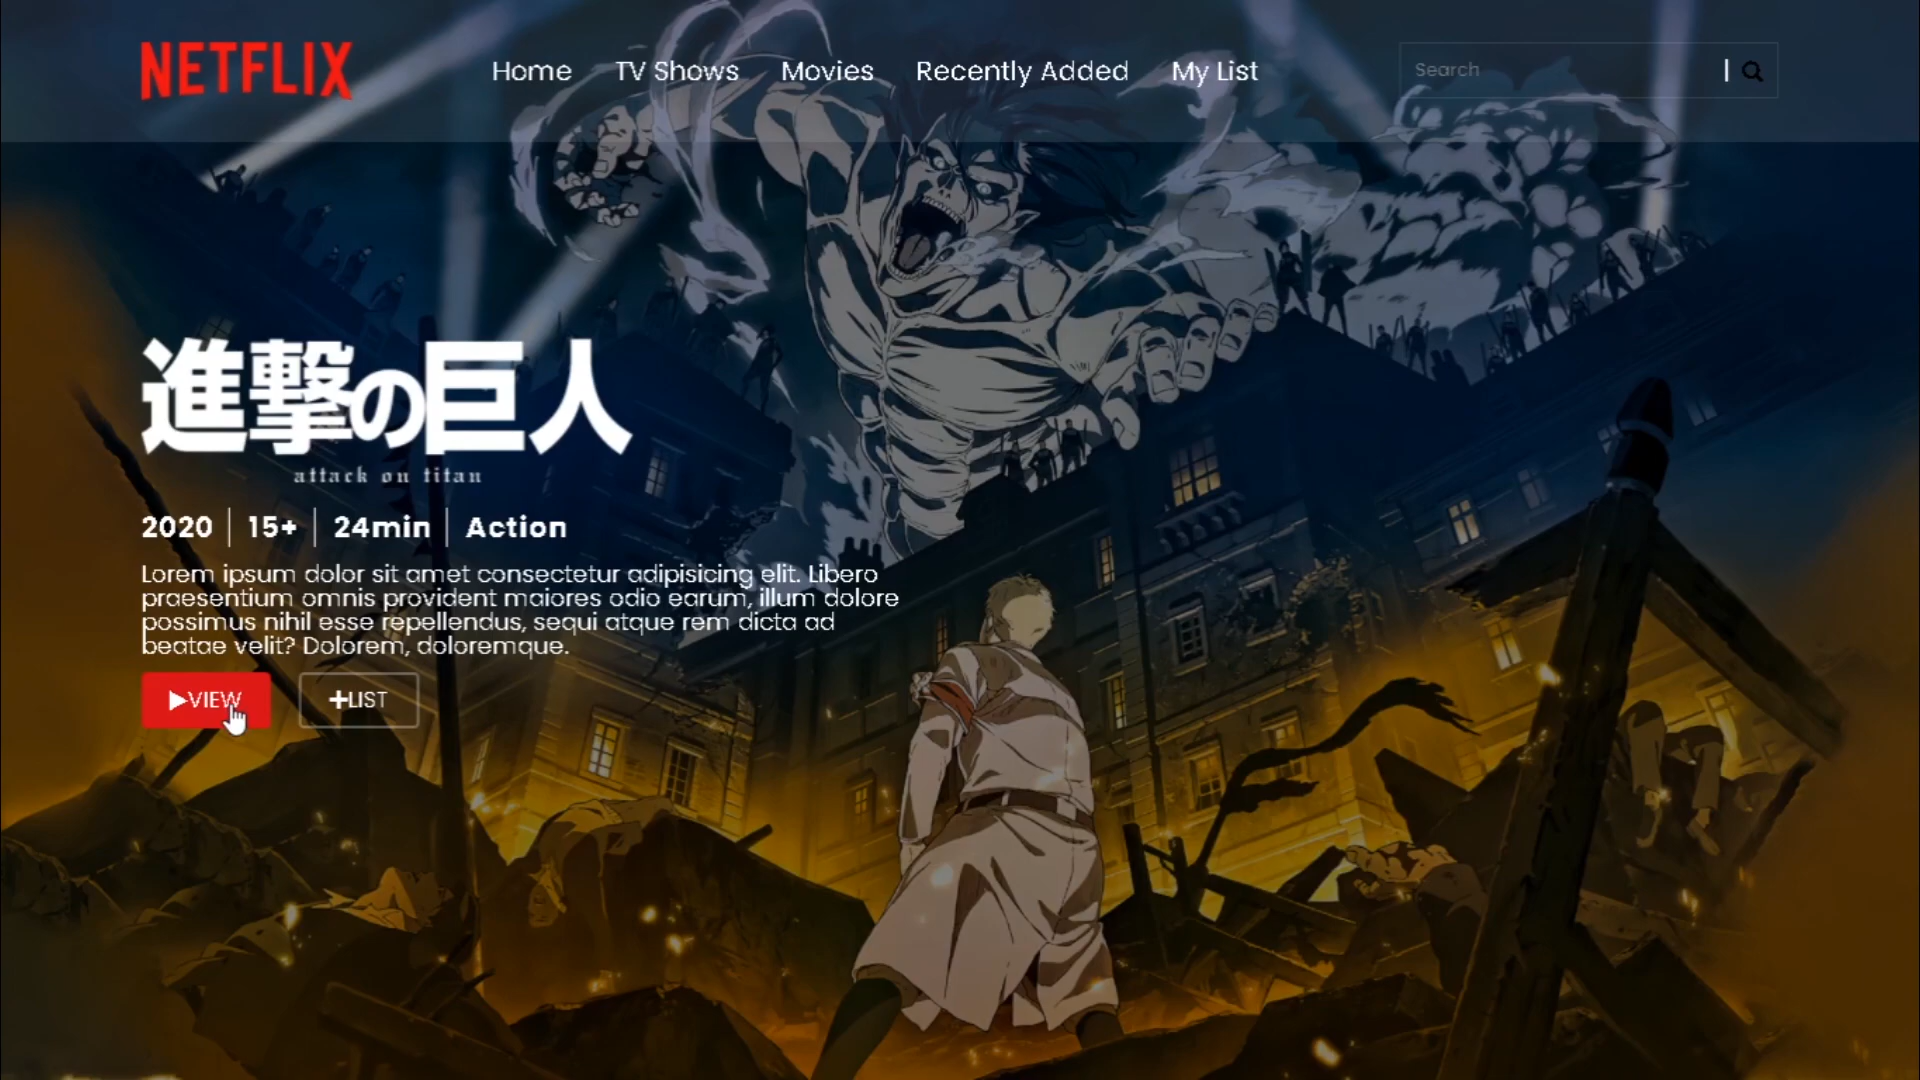 NETFLIX
Home TV Shows Movies Recently Added My List
Search
進撃の巨人
attack on titan
2020 | 15+ | 24min | Action
Lorem ipsum dolor sit amet consectetur adipisicing elit. Libero
praesentium omnis provident maiores odio earum, illum dolore
possimus nihil esse repellendus, sequi atque rem dicta ad
beatae velit? Dolorem, doloremque.
VIEW
LIST